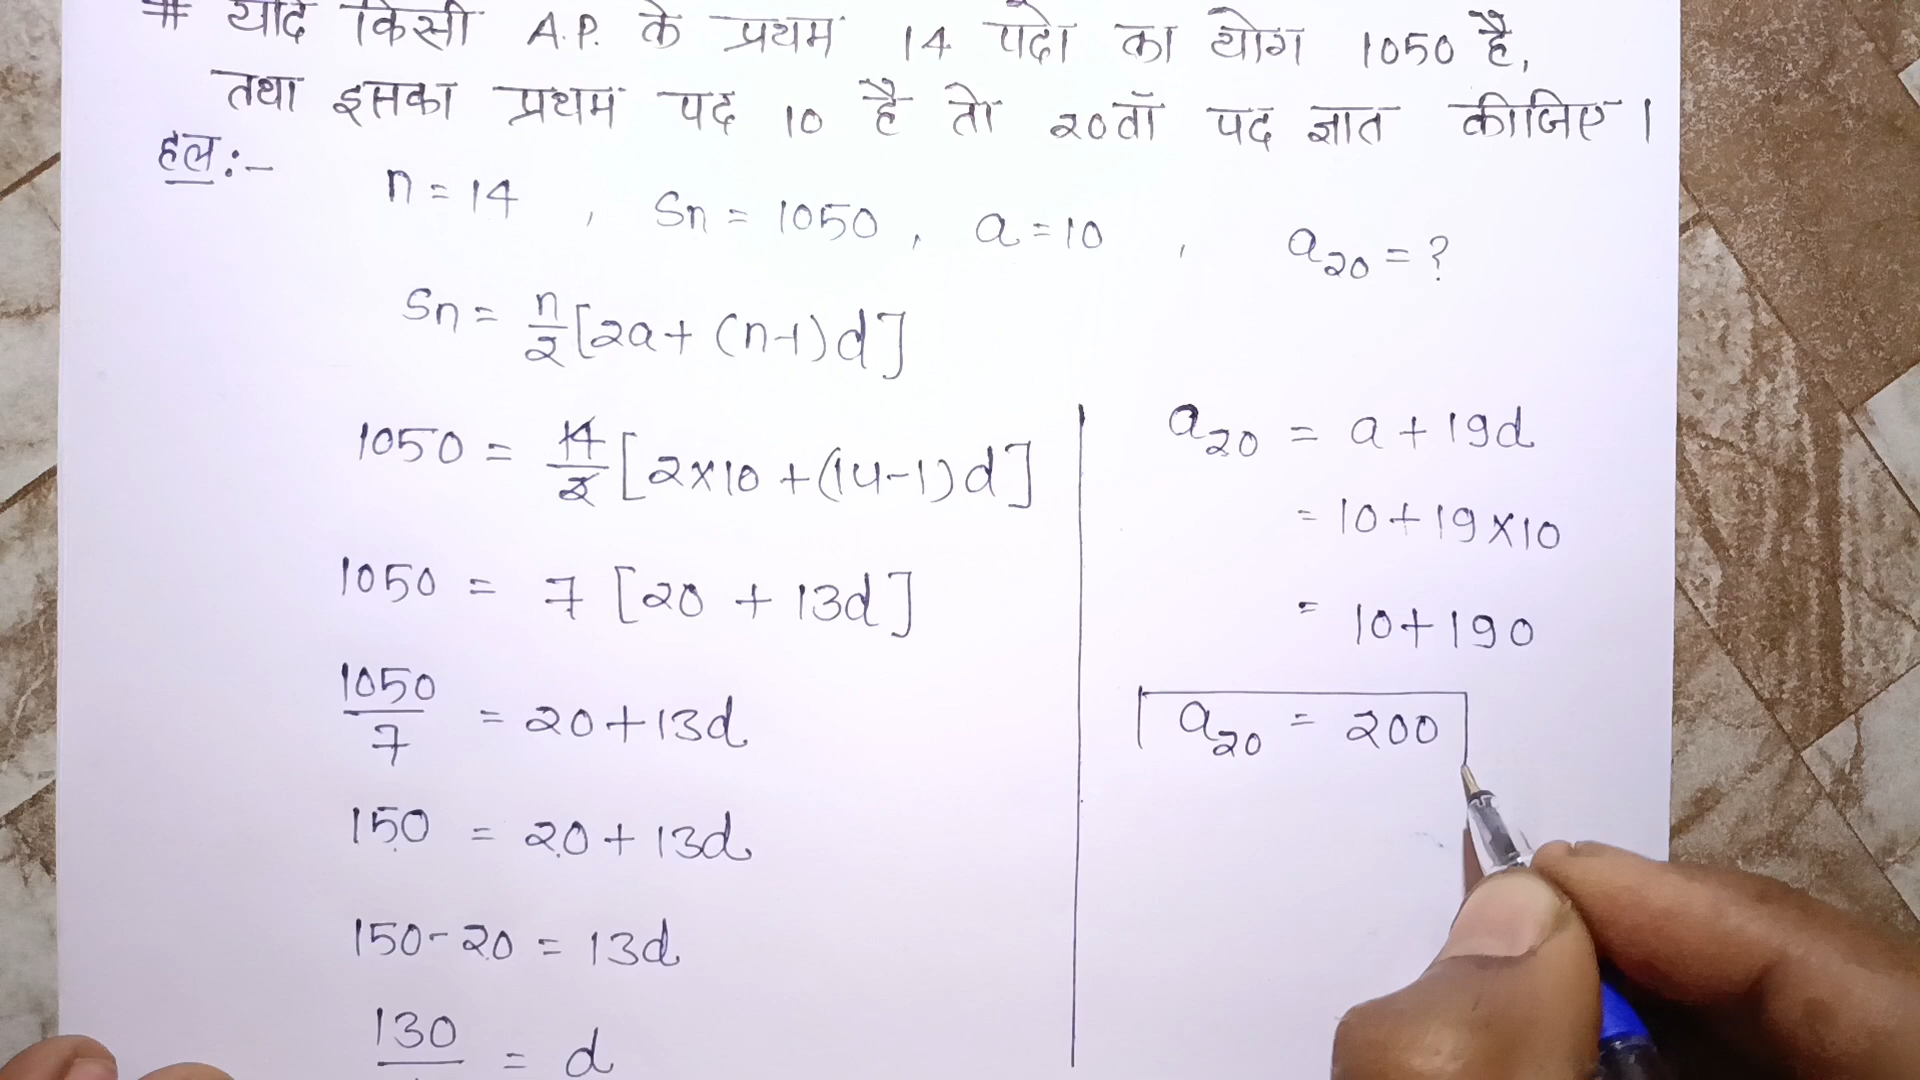 # यदि किसी A.P. के प्रथम 14 पदो का योग 1050 है,
तथा इसका प्रथम पद 10 है तो 20वाँ पद ज्ञात कीजिए।
हल:-
n = 14 , Sn = 1050 , a = 10 , a₂₀ = ?
Sn = n/2 [2a + (n-1)d]
1050 = 14/2 [2×10 + (14-1)d]
1050 = 7 [20 + 13d]
1050/7 = 20 + 13d
150 = 20 + 13d
150 - 20 = 13d
130
= d
a₂₀ = a + 19d
= 10 + 19×10
= 10 + 190
a₂₀ = 200